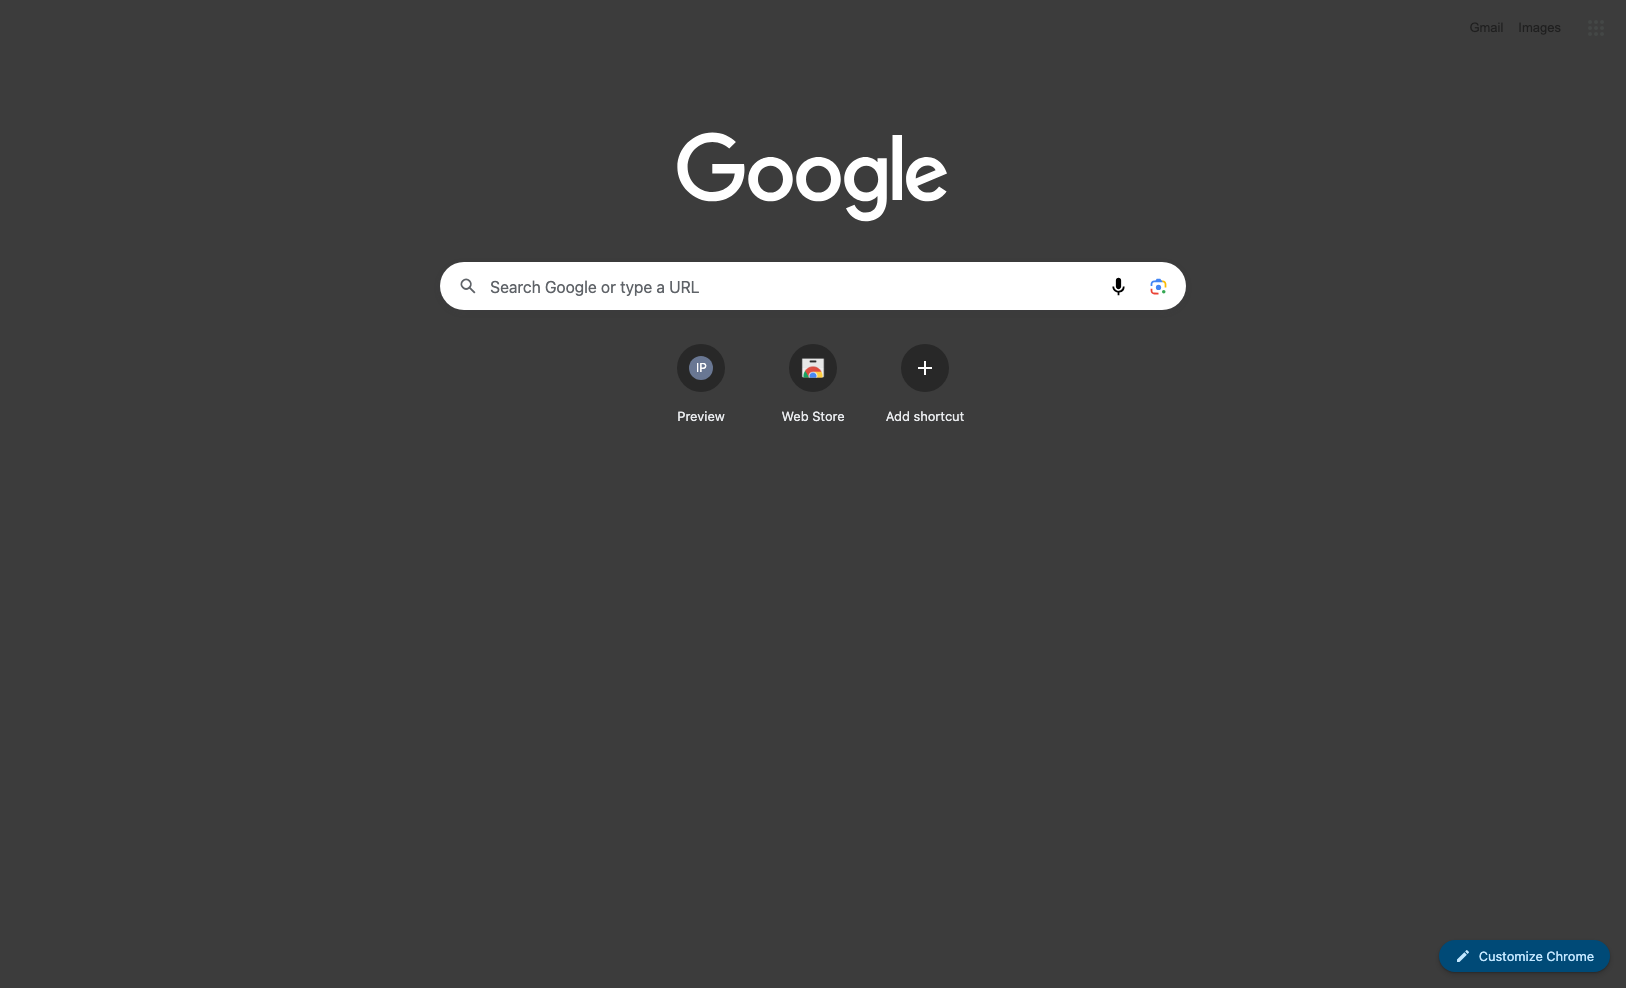 Gmail Images
Google
Search Google or type a URL
IP
Preview
Web Store
Add shortcut
Customize Chrome